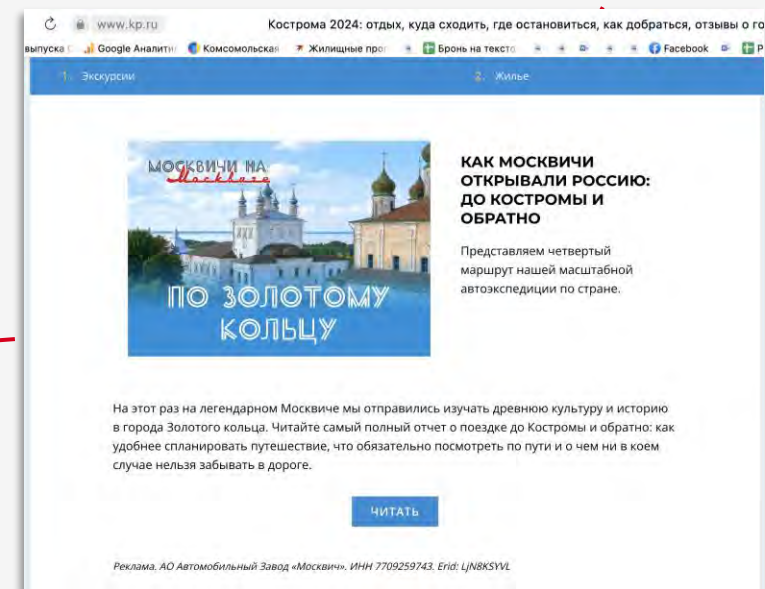 www.kp.ru Кострома 2024: отдых, куда сходить, где остановиться, как добраться, отзывы о го
выпуска Google Аналити Комсомольская Жилищные про Бронь на тексто Facebook
1. Экскурсии 2. Жилье
МОСКВИЧИ НА
Москвиче
ПО ЗОЛОТОМУ
КОЛЬЦУ
КАК МОСКВИЧИ
ОТКРЫВАЛИ РОССИЮ:
ДО КОСТРОМЫ И
ОБРАТНО
Представляем четвертый
маршрут нашей масштабной
автоэкспедиции по стране.
На этот раз на легендарном Москвиче мы отправились изучать древнюю культуру и историю
в города Золотого кольца. Читайте самый полный отчет о поездке до Костромы и обратно: как
удобнее спланировать путешествие, что обязательно посмотреть по пути и о чем ни в коем
случае нельзя забывать в дороге.
ЧИТАТЬ
Реклама. АО Автомобильный Завод «Москвич». ИНН 7709259743. Erid: LjN8KSYVL